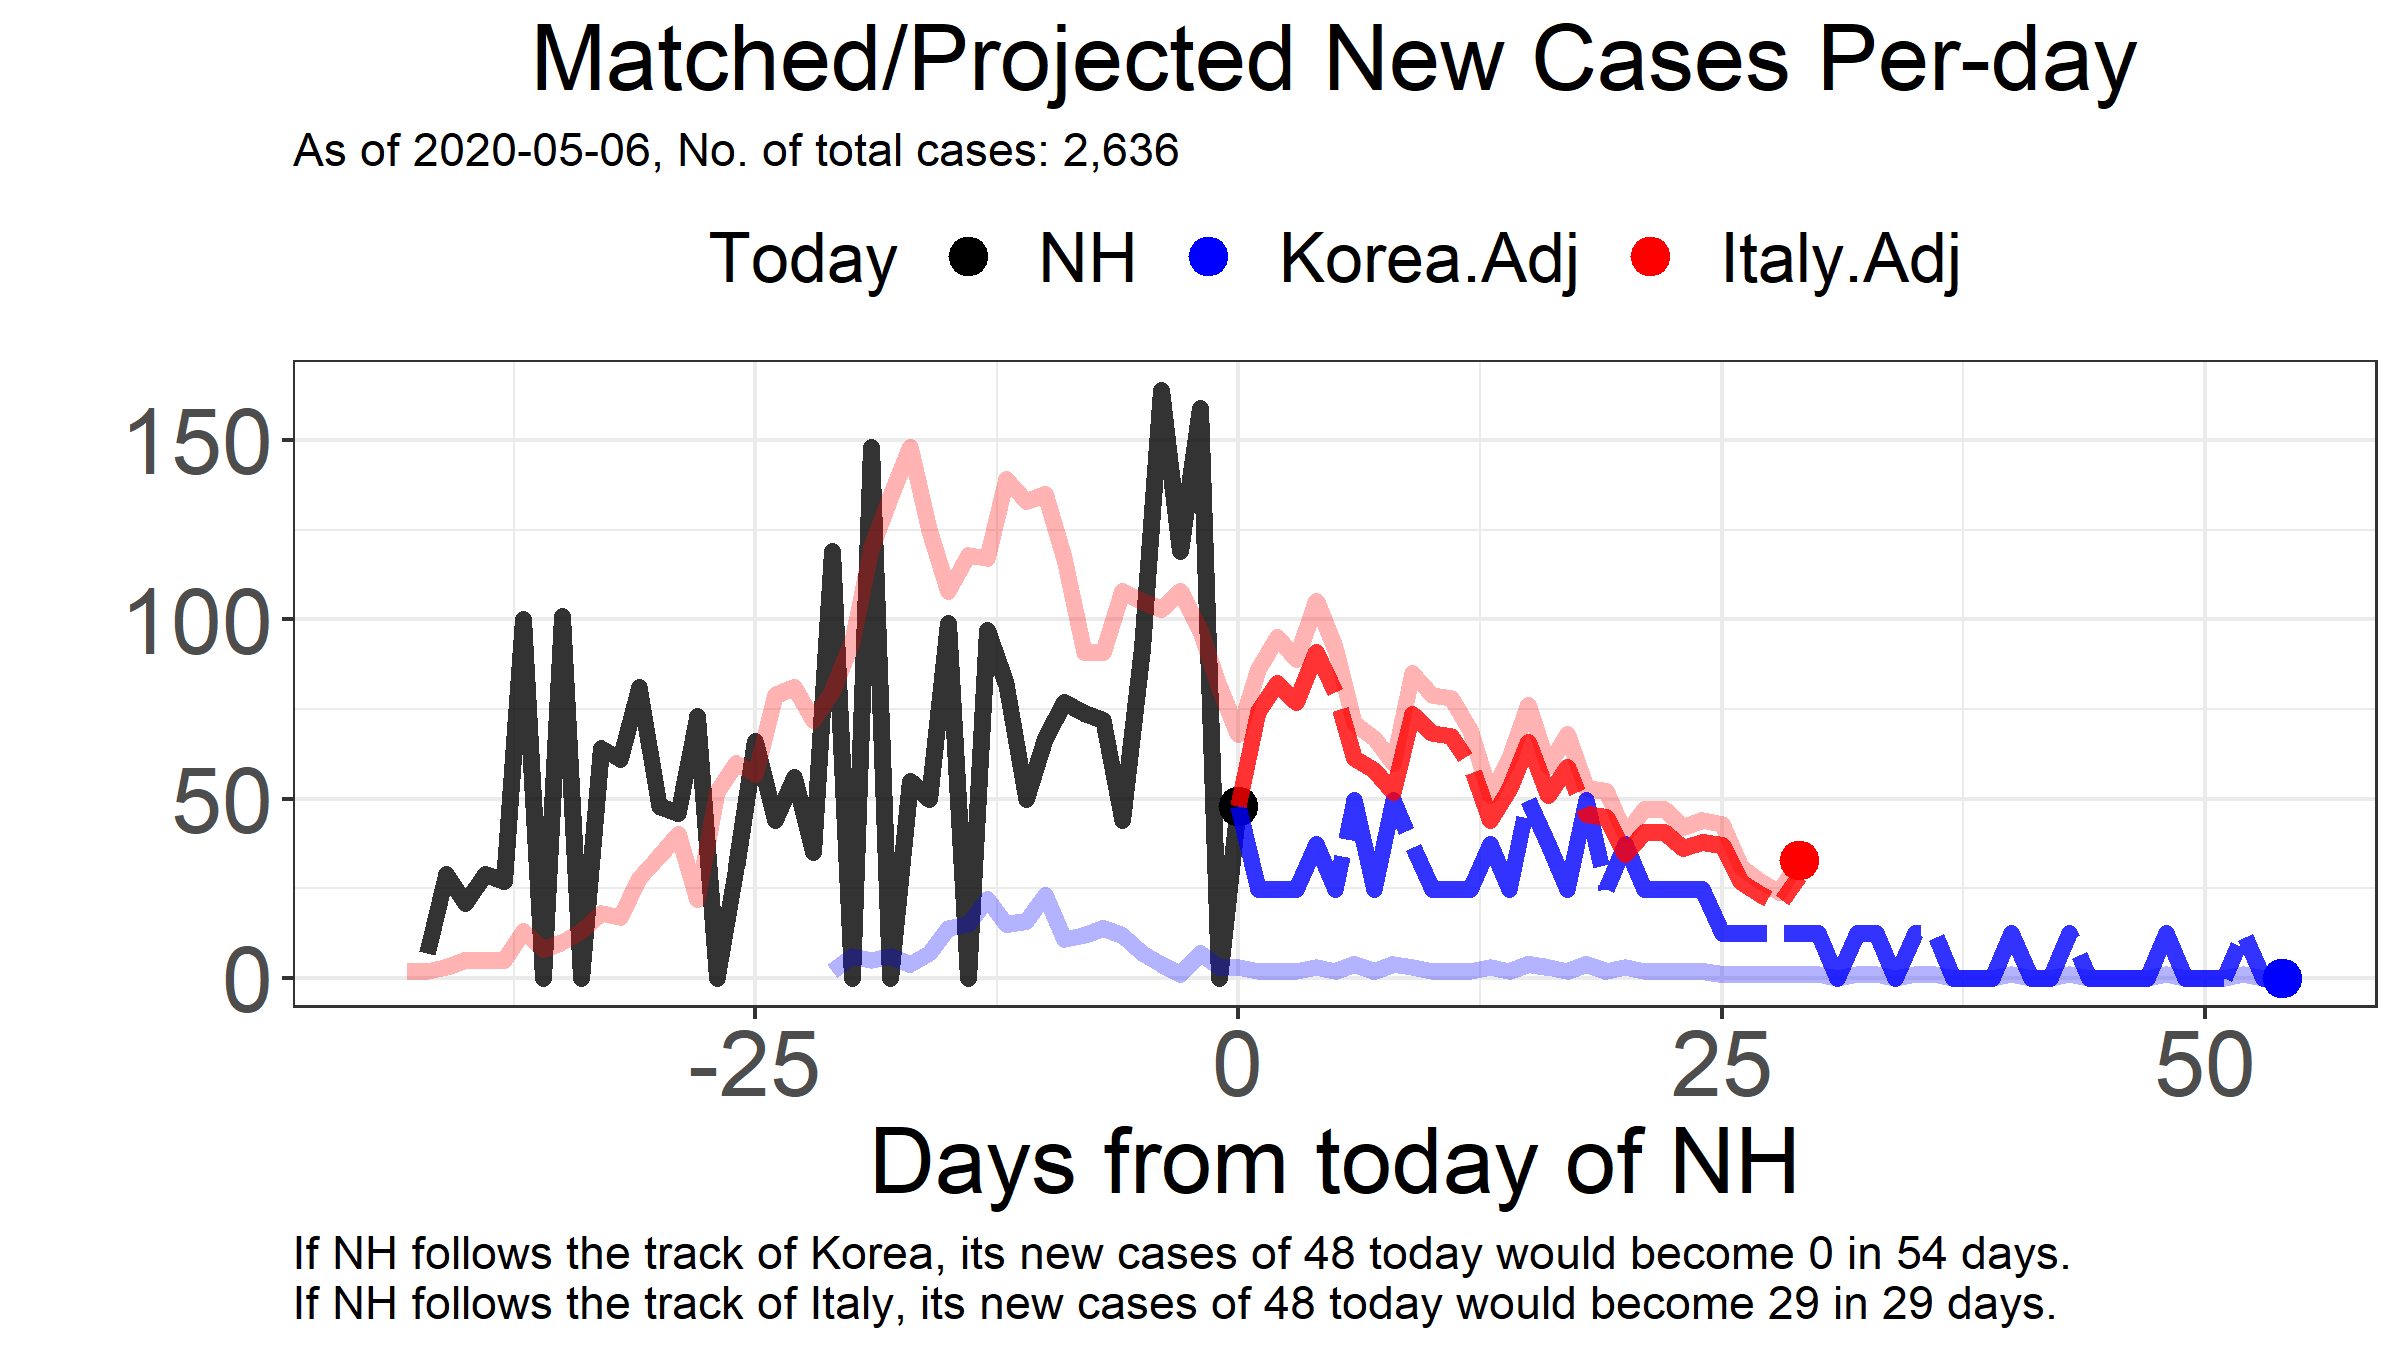 Matched/Projected New Cases Per-day
As of 2020-05-06, No. of total cases: 2,636
Today NH Korea.Adj Italy.Adj
150
100
50
0
-25 0 25 50
Days from today of NH
If NH follows the track of Korea, its new cases of 48 today would become 0 in 54 days.
If NH follows the track of Italy, its new cases of 48 today would become 29 in 29 days.